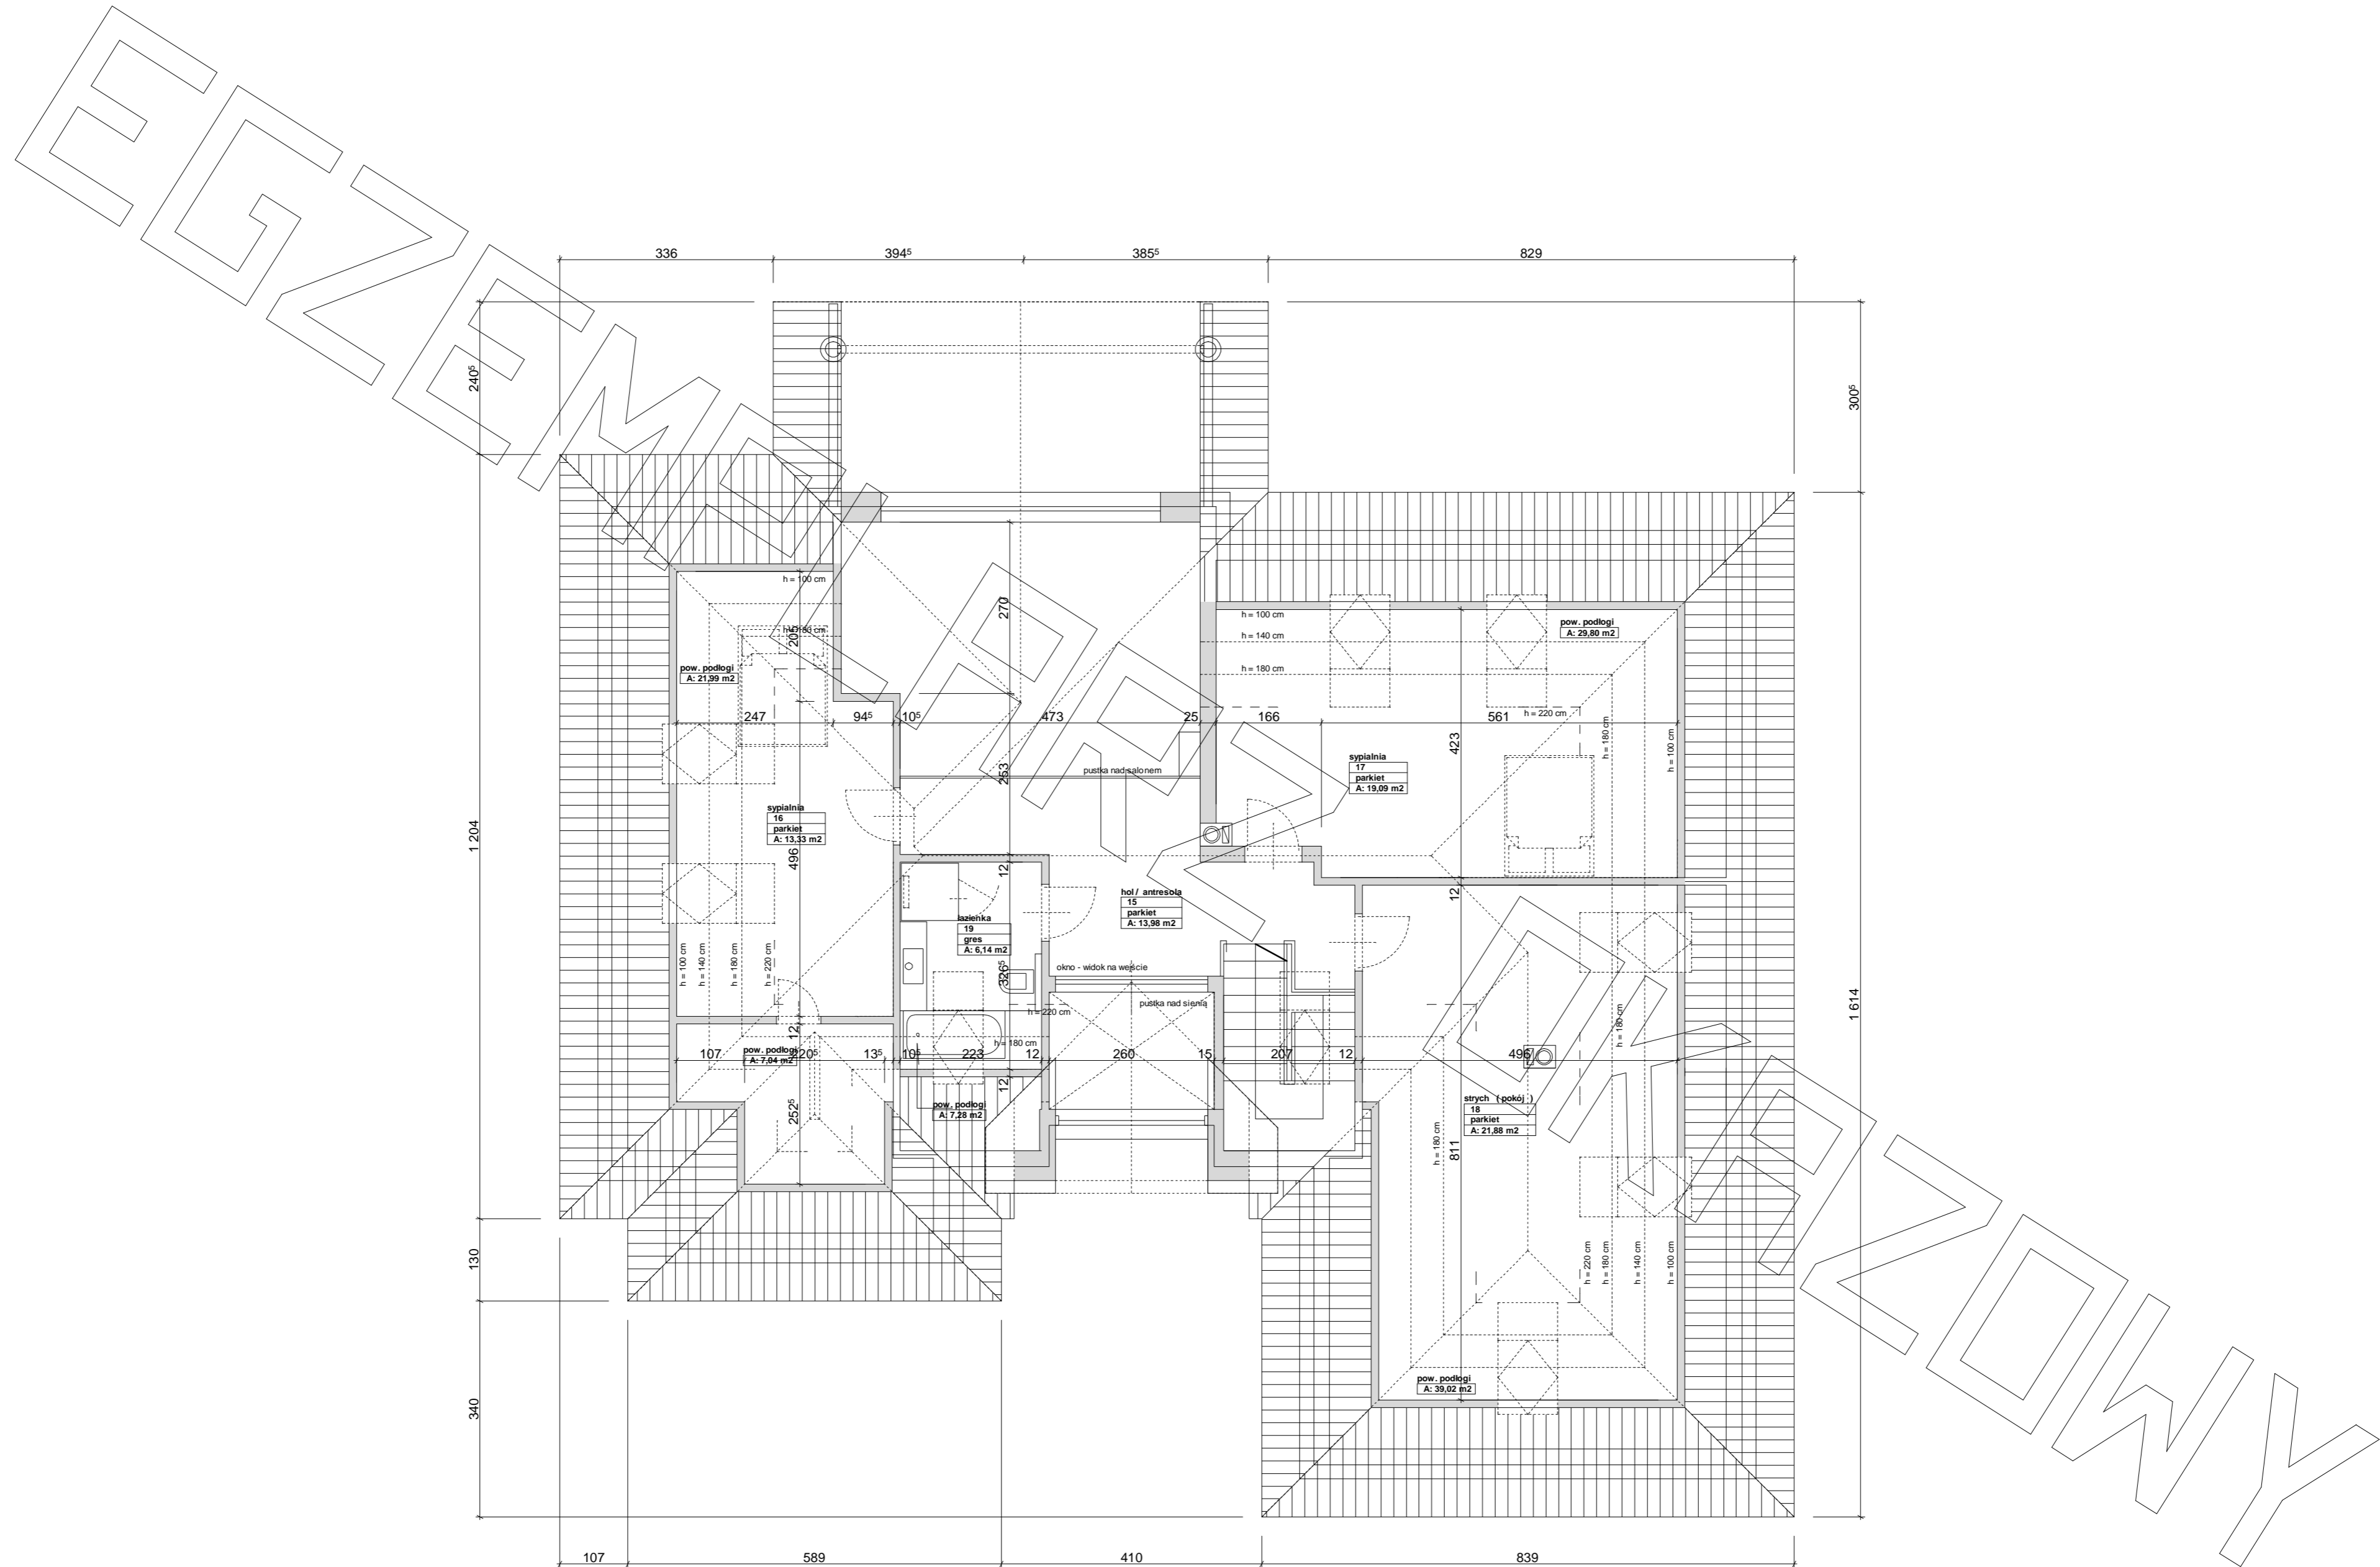 EGZEMPLARZ POKAZOWY
336
394⁵
385⁵
829
240⁵
300⁵
h = 100 cm
270
h = 100 cm
pow. podłogi
A: 29,80 m2
h = 180 cm
205
h = 140 cm
pow. podłogi
A: 21,99 m2
h = 180 cm
247
94⁵
10⁵
473
25
166
h = 220 cm
561
h = 180 cm
h = 100 cm
423
253
pustka nad salonem
sypialnia
17
parkiet
A: 19,09 m2
sypialnia
16
parkiet
A: 13,33 m2
1 204
496
12
12
hol / antresola
15
parkiet
A: 13,98 m2
łazienka
19
gres
A: 6,14 m2
h = 100 cm
h = 140 cm
h = 180 cm
h = 220 cm
326⁵
okno - widok na wejście
pustka nad sienią
h = 220 cm
1 614
h = 180 cm
12
h = 180 cm
pow. podłogi
A: 7,04 m2
107
220⁵
13⁵
10⁵
223
12
260
15
207
12
496
12
252⁵
pow. podłogi
A: 7,28 m2
strych ( pokój )
18
parkiet
A: 21,88 m2
h = 180 cm
811
130
h = 220 cm
h = 180 cm
h = 140 cm
h = 100 cm
340
pow. podłogi
A: 39,02 m2
107
589
410
839